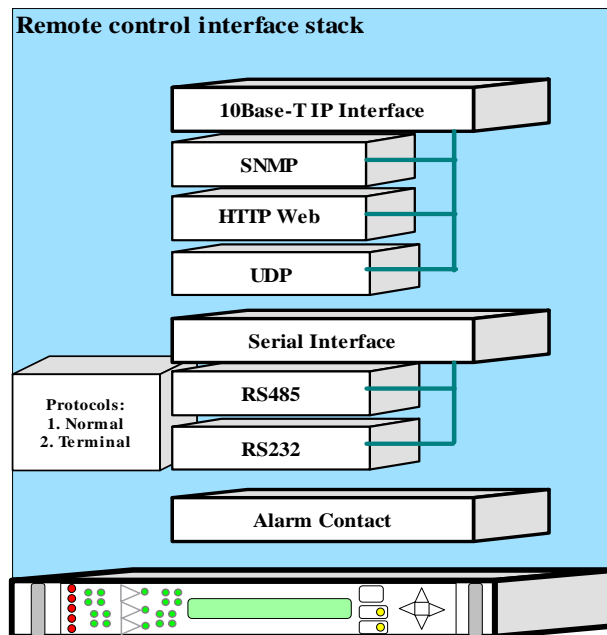 Remote control interface stack
10Base-T IP Interface
SNMP
HTTP Web
UDP
Serial Interface
Protocols:
1. Normal
2. Terminal
RS485
RS232
Alarm Contact